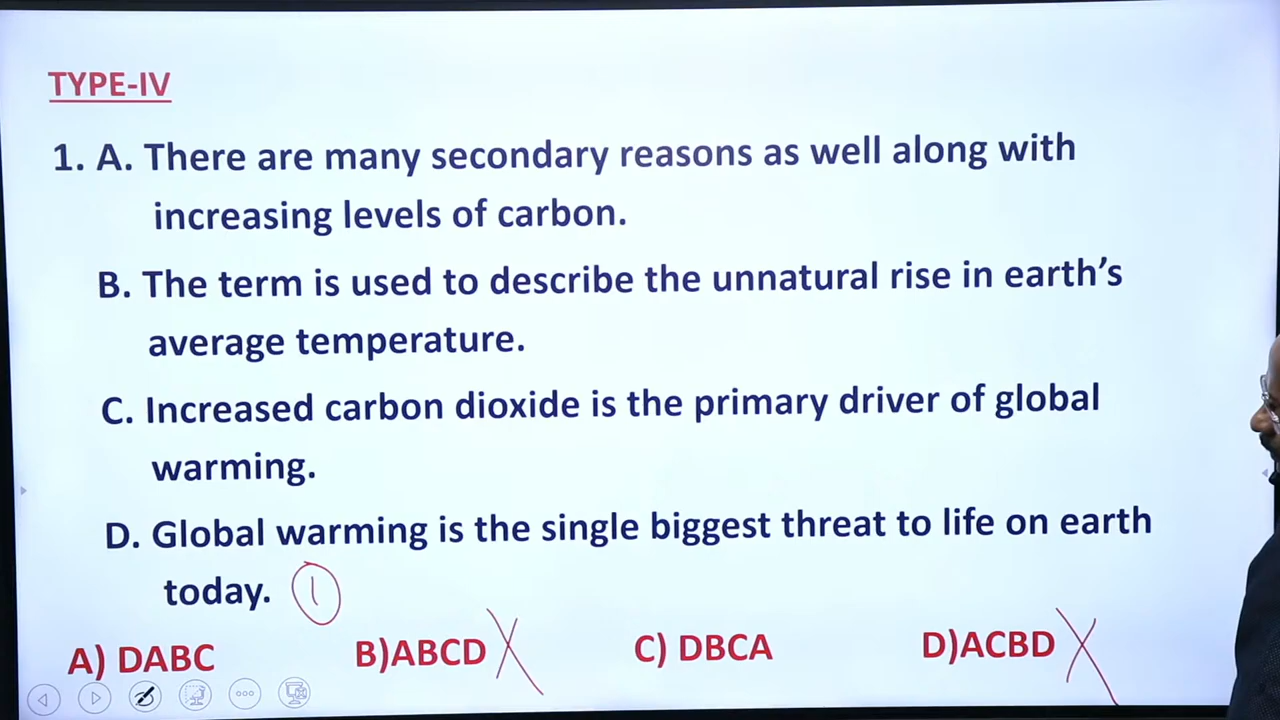 TYPE-IV
1. A. There are many secondary reasons as well along with
increasing levels of carbon.
B. The term is used to describe the unnatural rise in earth’s
average temperature.
C. Increased carbon dioxide is the primary driver of global
warming.
D. Global warming is the single biggest threat to life on earth
today. 1
A) DABC B)ABCD X C) DBCA D)ACBD X